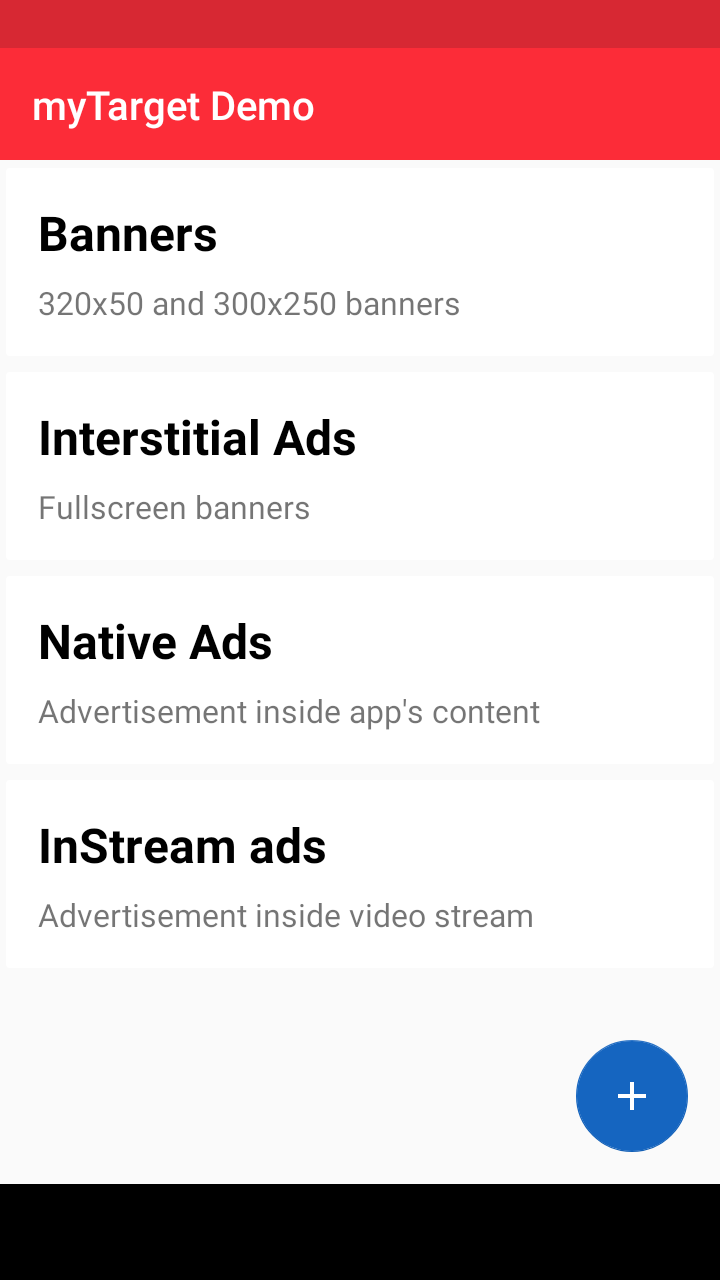 myTarget Demo
Banners
320x50 and 300x250 banners
Interstitial Ads
Fullscreen banners
Native Ads
Advertisement inside app's content
InStream ads
Advertisement inside video stream